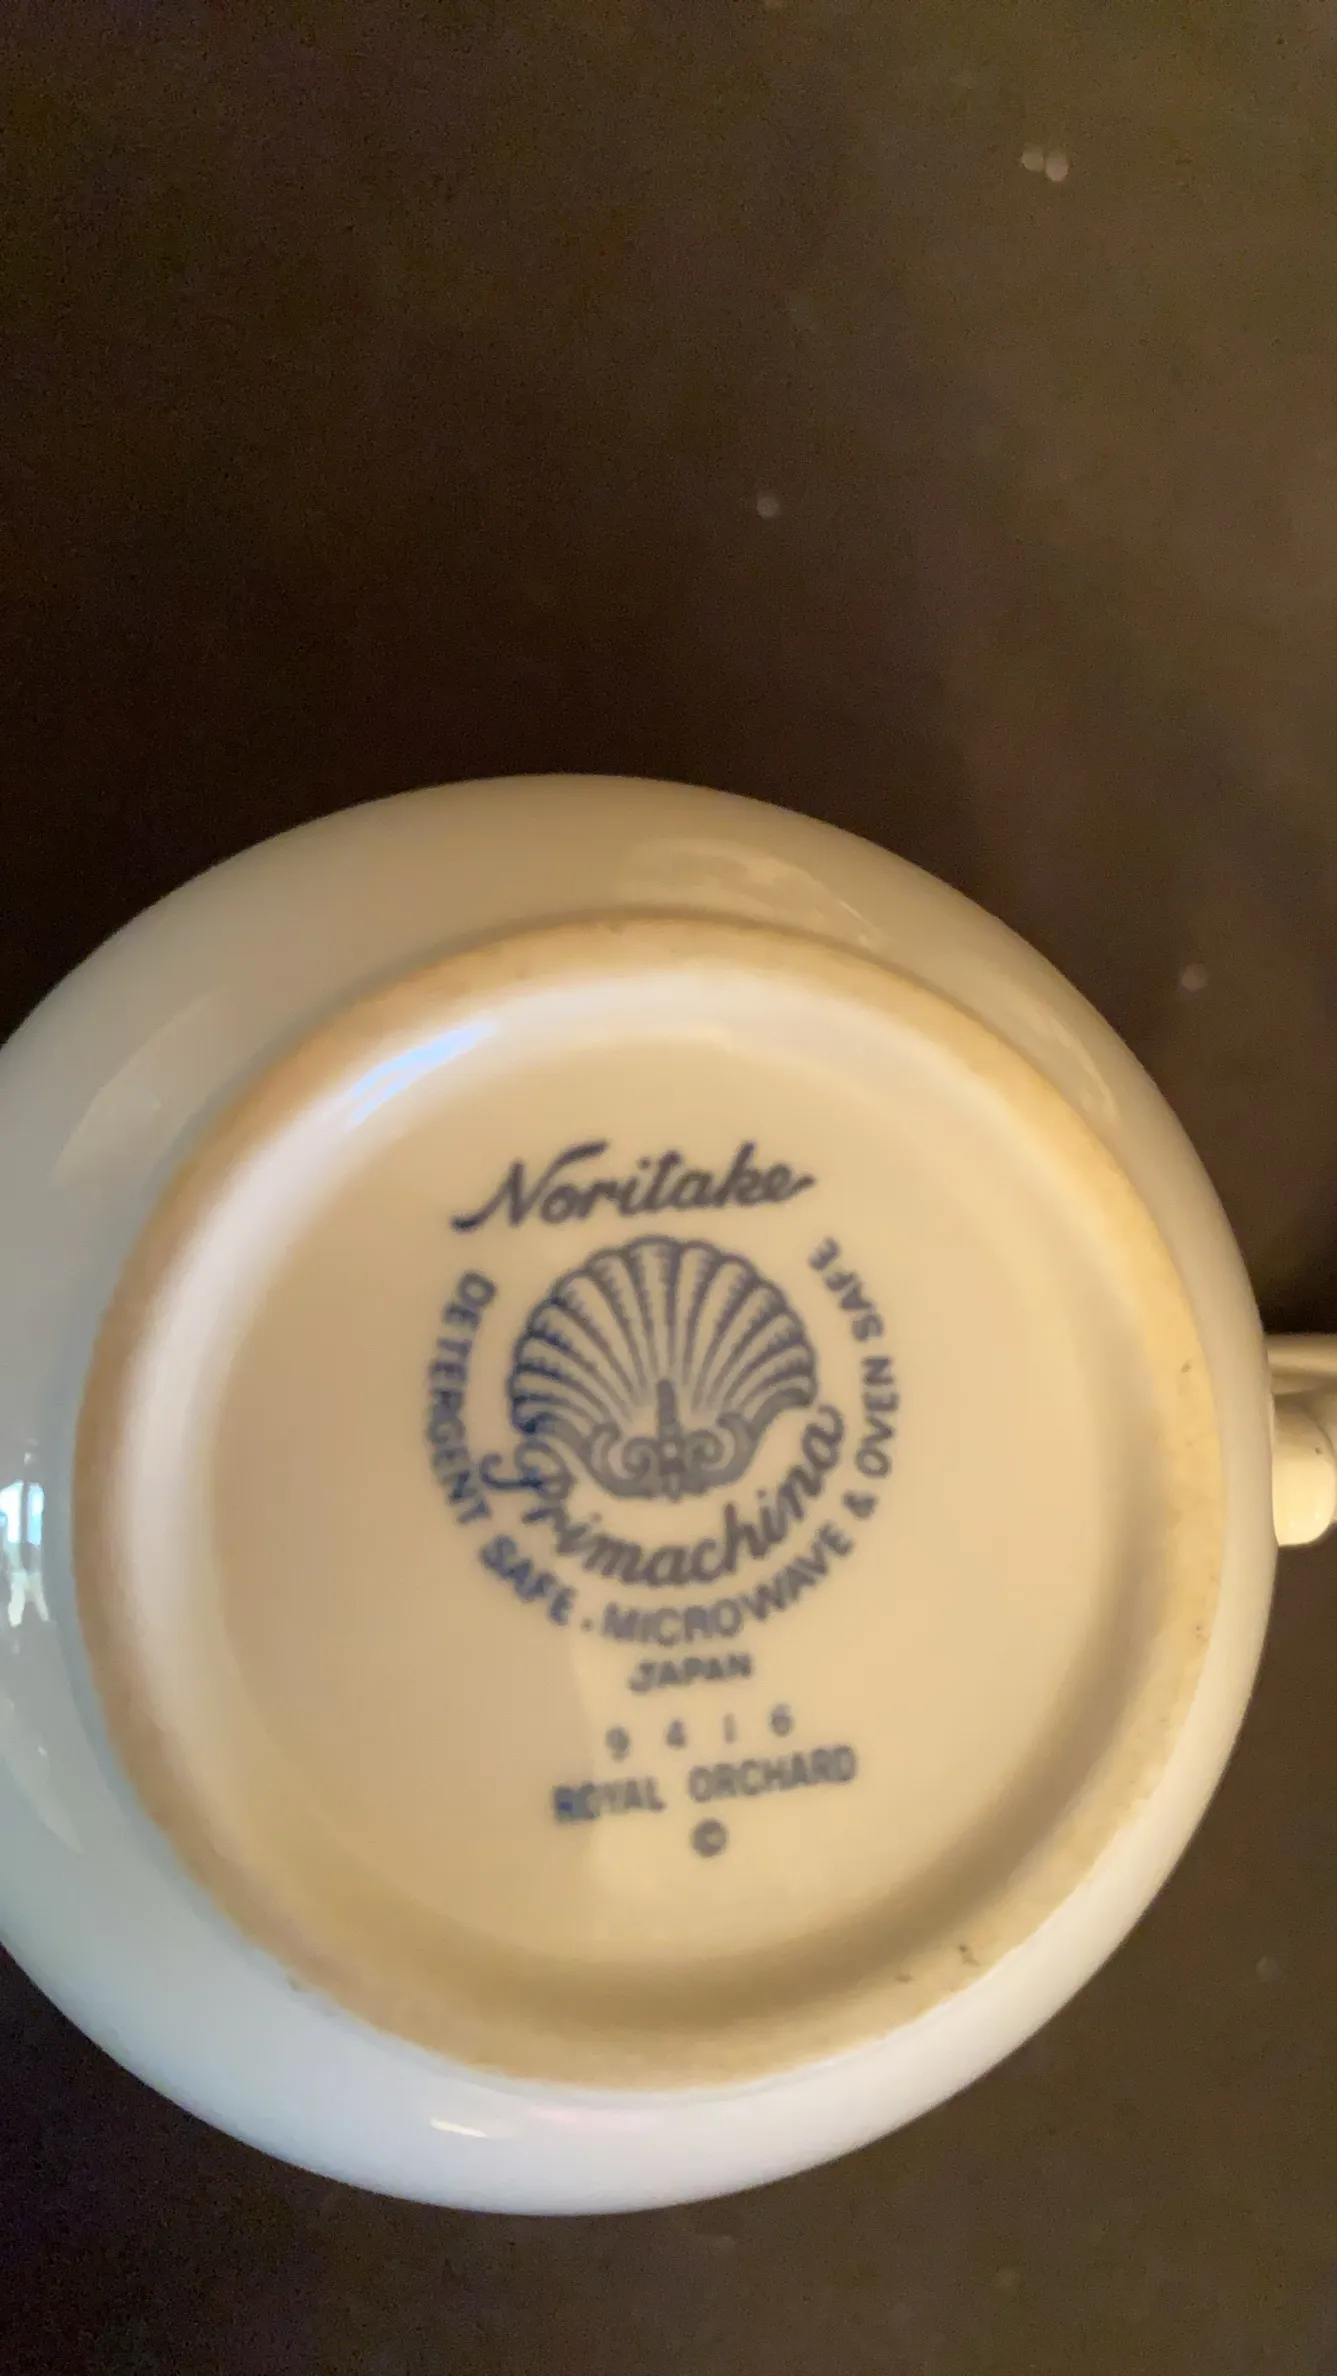 Noritake
Primachina
DETERGENT SAFE . MICROWAVE & OVEN SAFE
JAPAN
9416
ROYAL ORCHARD
©